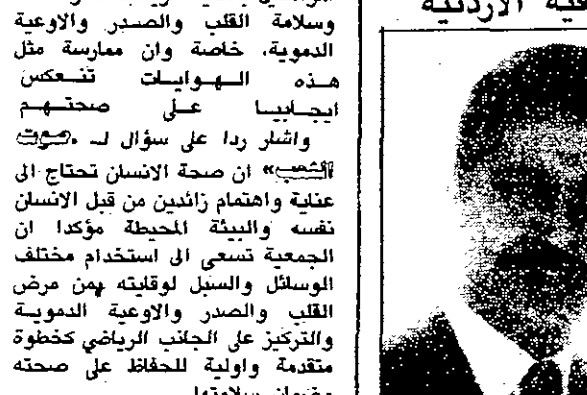 وسلامة القلب والصدر والاوعية
الدموية، خاصة وان ممارسة مثل
هذه الهوايات تنعكس
ايجابيا على صحتهم
واشار ردا على سؤال لـ «صوت
الشعب» ان صحة الانسان تحتاج الى
عناية واهتمام زائدين من قبل الانسان
نفسه والبيئة المحيطة مؤكدا ان
الجمعية تسعى الى استخدام مختلف
الوسائل والسبل لوقايته من مرض
القلب والصدر والاوعية الدموية
والتركيز على الجانب الرياضي كخطوة
متقدمة واولية للحفاظ على صحته
الاردنية